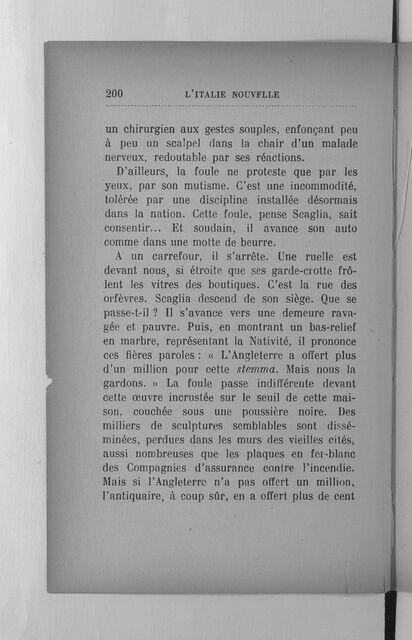 200 L'ITALIE NOUVELLE
un chirurgien aux gestes souples, enfonçant peu
à peu un scalpel dans la chair d'un malade
nerveux, redoutable par ses réactions.
D'ailleurs, la foule ne proteste que par les
yeux, par son mutisme. C'est une incommodité,
tolérée par une discipline installée désormais
dans la nation. Cette foule, pense Scaglia, sait
consentir... Et soudain, il avance son auto
comme dans une motte de beurre.
A un carrefour, il s'arrête. Une ruelle est
devant nous, si étroite que ses garde-crotte frô-
lent les vitres des boutiques. C'est la rue des
orfèvres. Scaglia descend de son siège. Que se
passe-t-il ? Il s'avance vers une demeure rava-
gée et pauvre. Puis, en montrant un bas-relief
en marbre, représentant la Nativité, il prononce
ces fières paroles : « L'Angleterre a offert plus
d'un million pour cette stemma. Mais nous la
gardons. » La foule passe indifférente devant
cette œuvre incrustée sur le seuil de cette mai-
son, couchée sous une poussière noire. Des
milliers de sculptures semblables sont dissé-
minées, perdues dans les murs des vieilles cités,
aussi nombreuses que les plaques en fer-blanc
des Compagnies d'assurance contre l'incendie.
Mais si l'Angleterre n'a pas offert un million,
l'antiquaire, à coup sûr, en a offert plus de cent